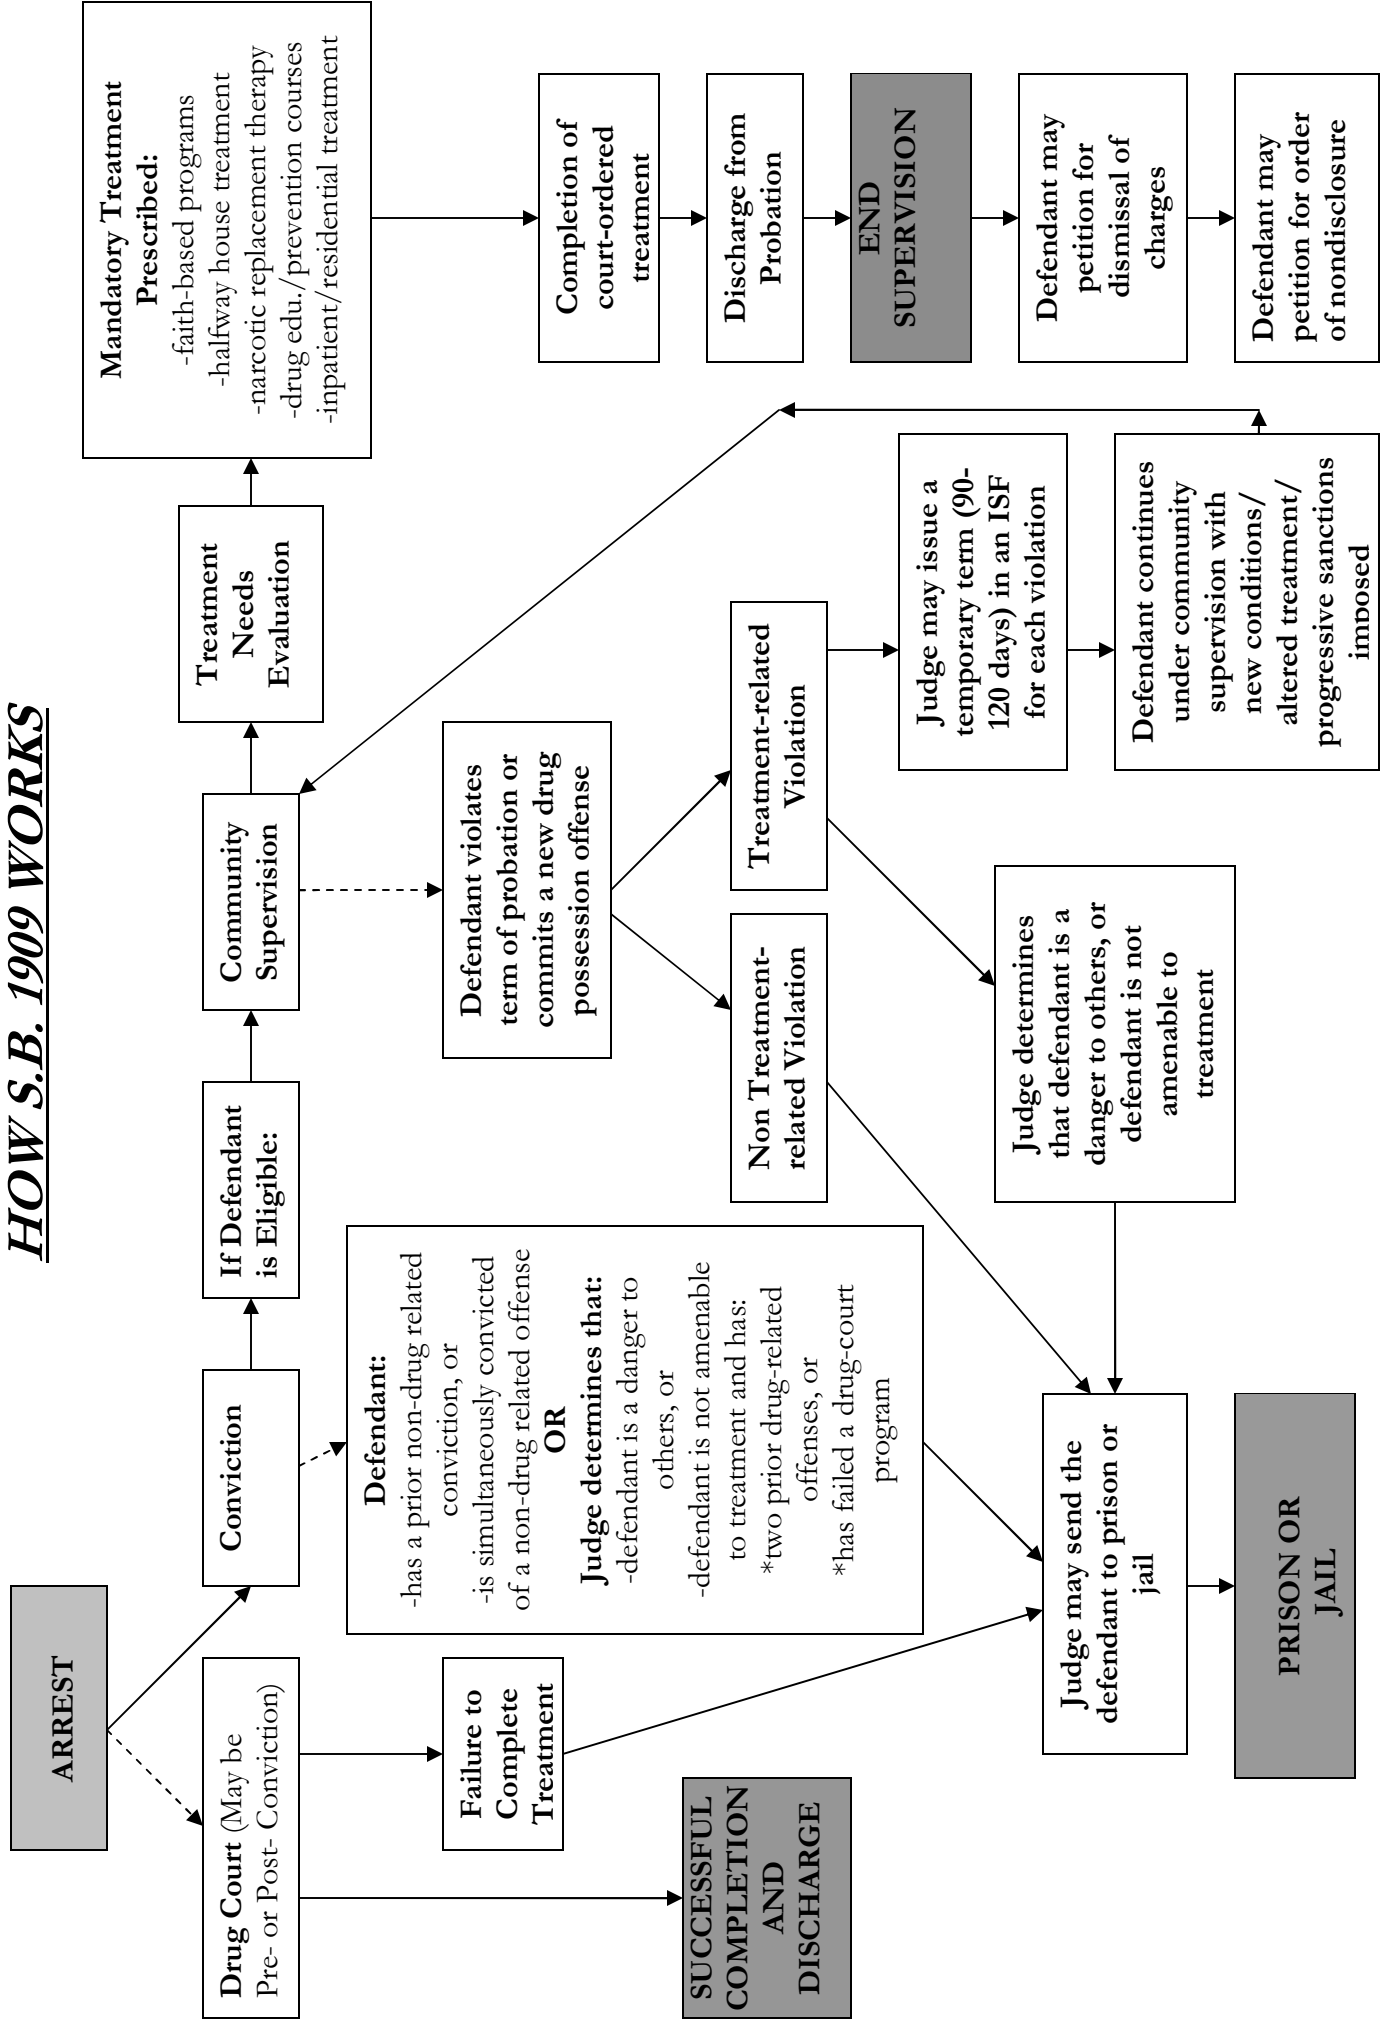 HOW S.B. 1909 WORKS
ARREST
Drug Court (May be
Pre- or Post- Conviction)
Conviction
If Defendant
is Eligible:
Community
Supervision
Treatment
Needs
Evaluation
Mandatory Treatment
Prescribed:
-faith-based programs
-halfway house treatment
-narcotic replacement therapy
-drug edu./prevention courses
-inpatient/residential treatment
Failure to
Complete
Treatment
SUCCESSFUL
COMPLETION
AND
DISCHARGE
Defendant:
-has a prior non-drug related
conviction, or
-is simultaneously convicted
of a non-drug related offense
OR
Judge determines that:
-defendant is a danger to
others, or
-defendant is not amenable
to treatment and has:
*two prior drug-related
offenses, or
*has failed a drug-court
program
Defendant violates
term of probation or
commits a new drug
possession offense
Non Treatment-
related Violation
Treatment-related
Violation
Judge determines
that defendant is a
danger to others, or
defendant is not
amenable to
treatment
Judge may issue a
temporary term (90-
120 days) in an ISF
for each violation
Defendant continues
under community
supervision with
new conditions/
altered treatment/
progressive sanctions
imposed
Judge may send the
defendant to prison or
jail
PRISON OR
JAIL
Completion of
court-ordered
treatment
Discharge from
Probation
END
SUPERVISION
Defendant may
petition for
dismissal of
charges
Defendant may
petition for order
of nondisclosure